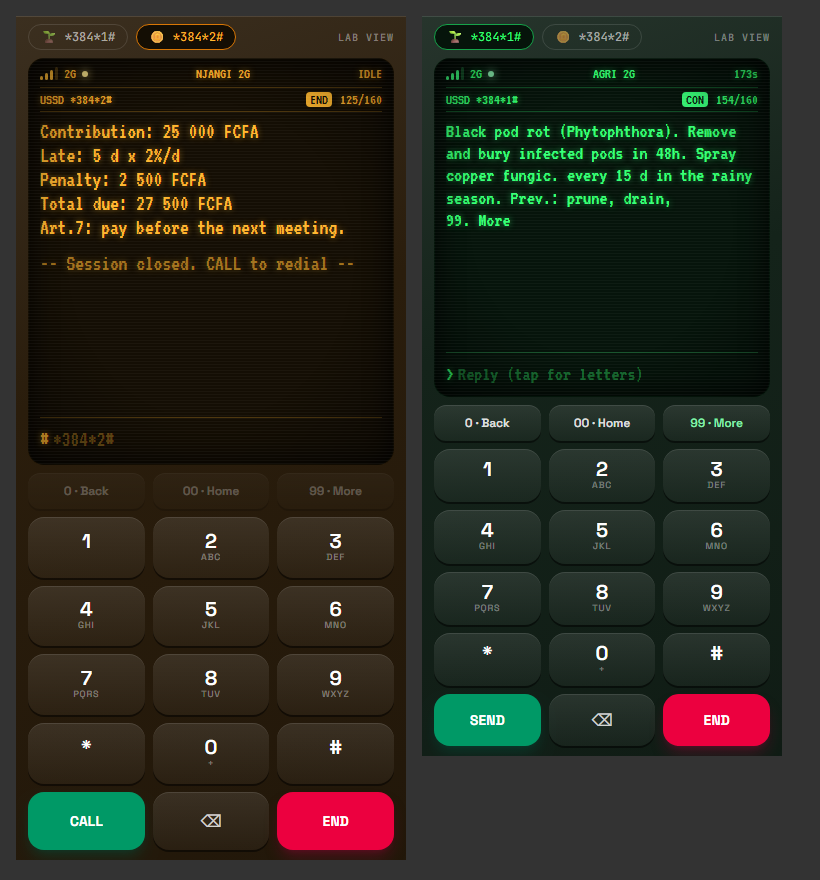 *384*1#
*384*2#
LAB VIEW
2G
NJANGI 2G
IDLE
USSD *384*2#
END
125/160
Contribution: 25 000 FCFA
Late: 5 d x 2%/d
Penalty: 2 500 FCFA
Total due: 27 500 FCFA
Art.7: pay before the next meeting.
-- Session closed. CALL to redial --
# *384*2#
0·Back
00·Home
99·More
1
2
ABC
3
DEF
4
GHI
5
JKL
6
MNO
7
PQRS
8
TUV
9
WXYZ
*
0
+
#
CALL
⌫
END
*384*1#
*384*2#
LAB VIEW
2G
AGRI 2G
173s
USSD *384*1#
CON
154/160
Black pod rot (Phytophthora). Remove
and bury infected pods in 48h. Spray
copper fungic. every 15 d in the rainy
season. Prev.: prune, drain,
99. More
❯ Reply (tap for letters)
0·Back
00·Home
99·More
1
2
ABC
3
DEF
4
GHI
5
JKL
6
MNO
7
PQRS
8
TUV
9
WXYZ
*
0
+
#
SEND
⌫
END